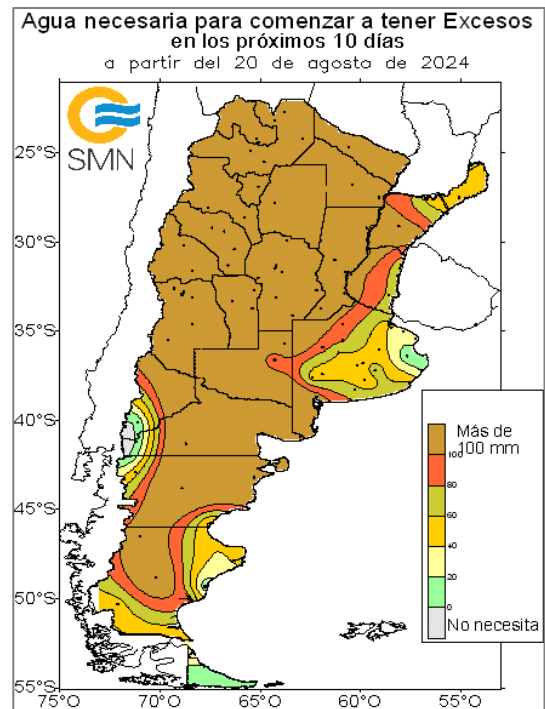 Agua necesaria para comenzar a tener Excesos
en los próximos 10 días
a partir del 20 de agosto de 2024
SMN
25°S
30°S
35°S
40°S
45°S
50°S
55°S
75°O
70°O
65°O
60°O
55°O
Más de
100 mm
100
80
60
40
20
0
No necesita